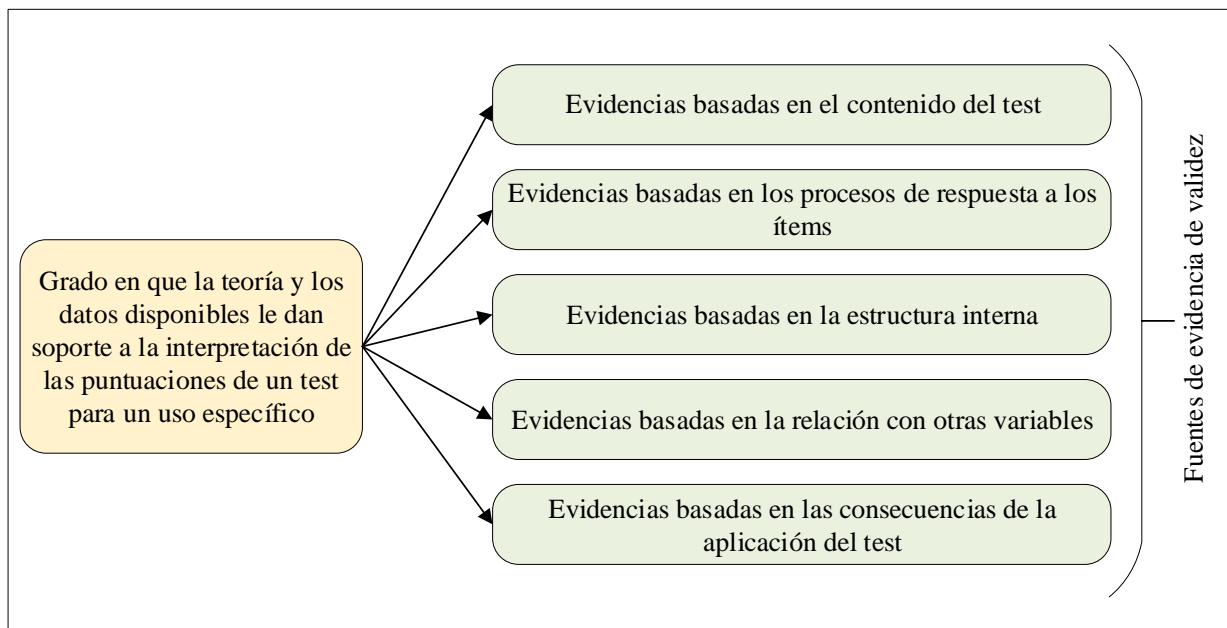 Grado en que la teoría y los
datos disponibles le dan
soporte a la interpretación de
las puntuaciones de un test
para un uso específico
Evidencias basadas en el contenido del test
Evidencias basadas en los procesos de respuesta a los
ítems
Evidencias basadas en la estructura interna
Evidencias basadas en la relación con otras variables
Evidencias basadas en las consecuencias de la
aplicación del test
Fuentes de evidencia de validez